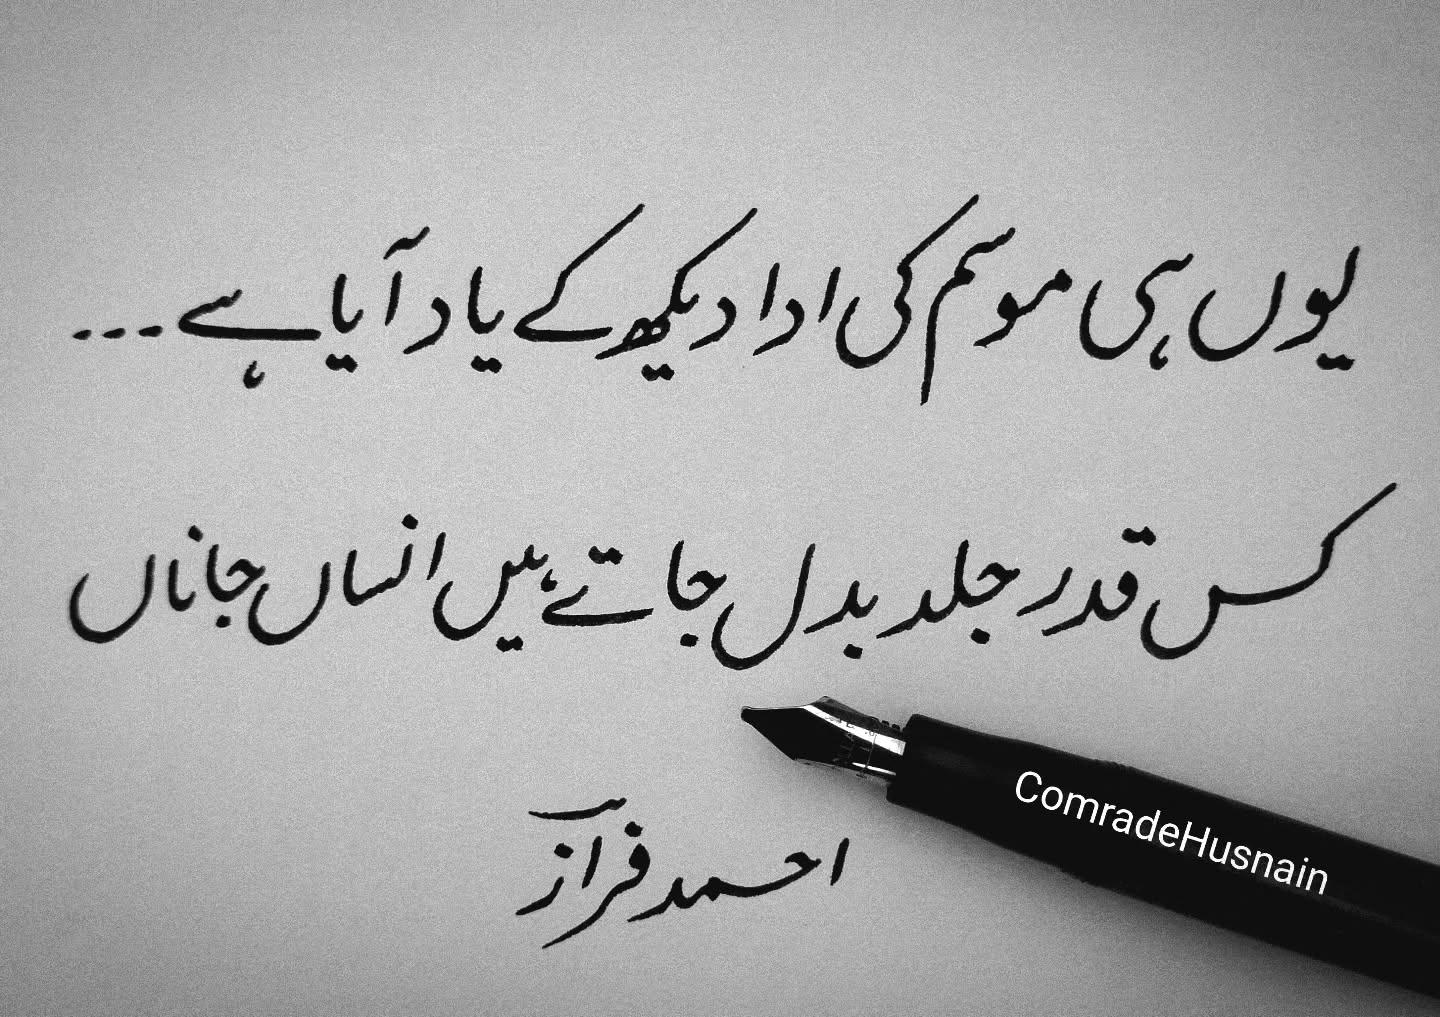 یوں ہی موسم کی ادا دیکھ کے یاد آیا ہے ...
کس قدر جلد بدل جاتے ہیں انساں جاناں
احمد فراز
ComradeHusnain